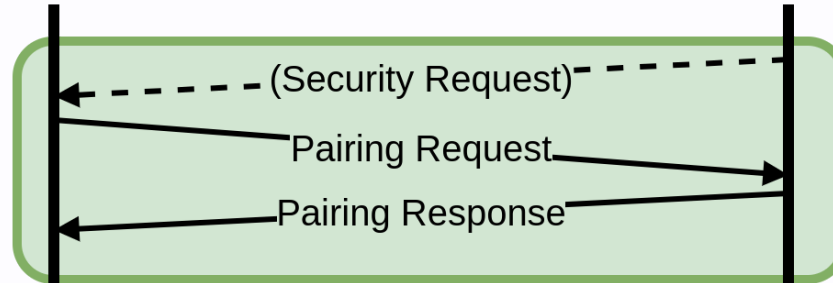 (Security Request)
Pairing Request
Pairing Response